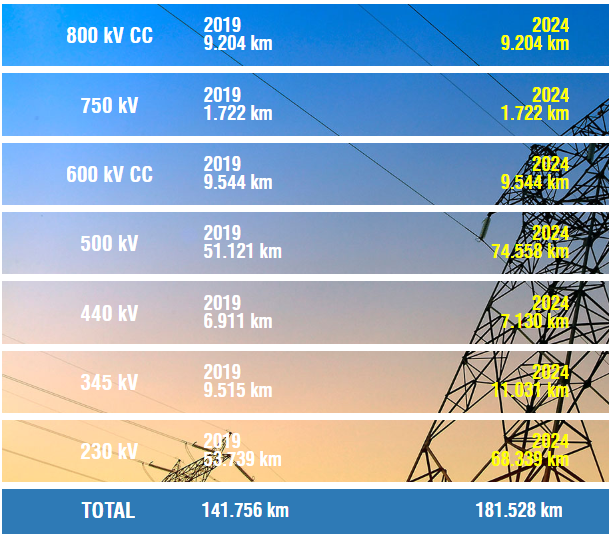 800 kV CC
2019
9.204 km
2024
9.204 km
750 kV
2019
1.722 km
2024
1.722 km
600 kV CC
2019
9.544 km
2024
9.544 km
500 kV
2019
51.121 km
2024
74.558 km
440 kV
2019
6.911 km
2024
7.130 km
345 kV
2019
9.515 km
2024
11.031 km
230 kV
2019
53.739 km
2024
68.339 km
TOTAL
141.756 km
181.528 km